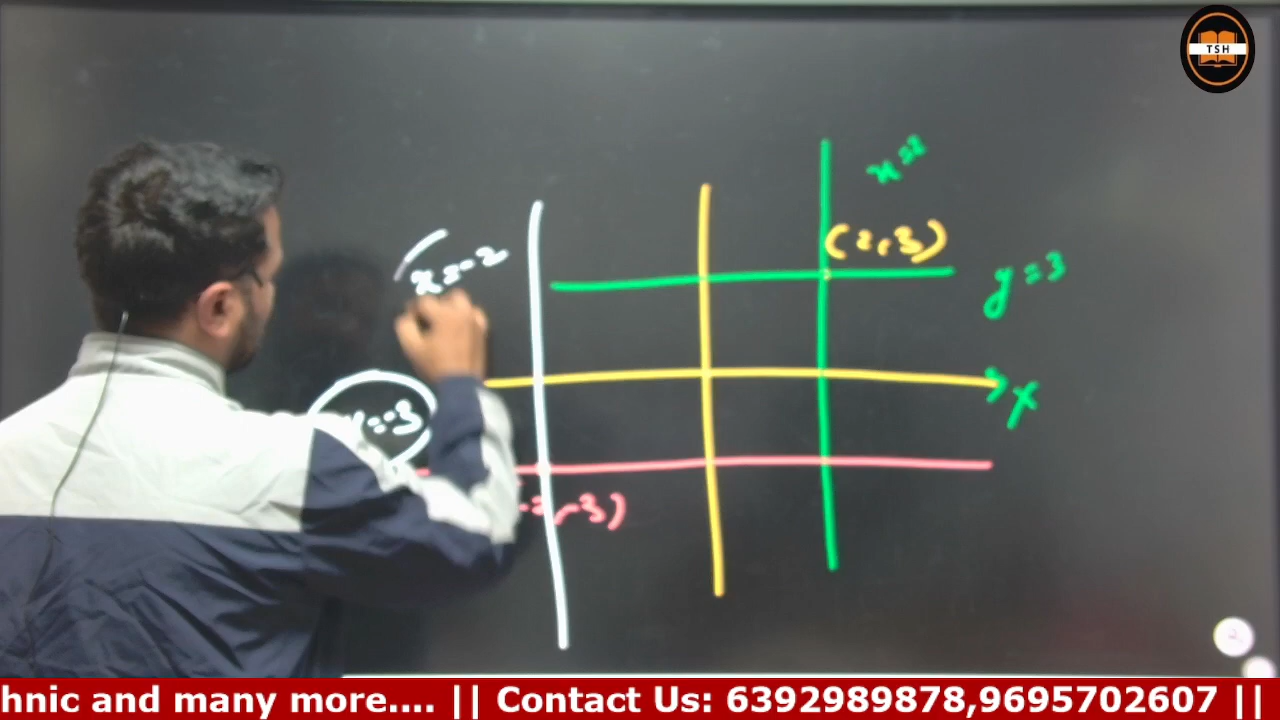 TSH
x=2
(2,3)
x=-2
y=3
x
y=-3
-2,-3)
hnic and many more.... || Contact Us: 6392989878,9695702607 ||